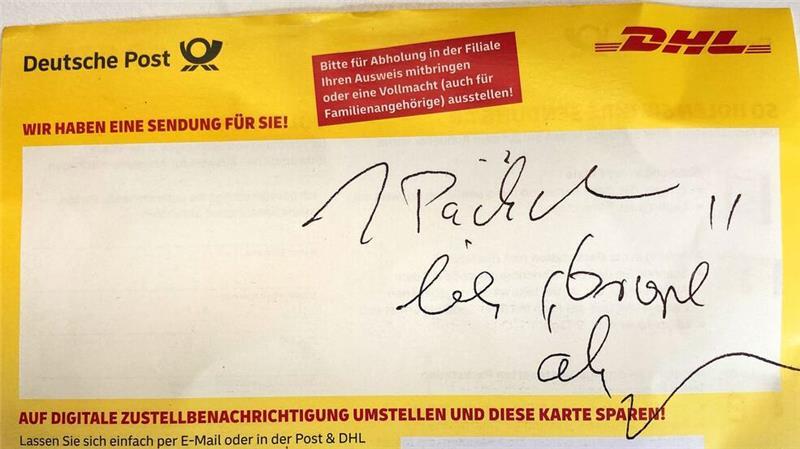 Deutsche Post
DHL
Bitte für Abholung in der Filiale
Ihren Ausweis mitbringen
oder eine Vollmacht (auch für
Familienangehörige) ausstellen!
WIR HABEN EINE SENDUNG FÜR SIE!
1 Päckch
bei
AUF DIGITALE ZUSTELLBENACHRICHTIGUNG UMSTELLEN UND DIESE KARTE SPAREN!
Lassen Sie sich einfach per E-Mail oder in der Post & DHL